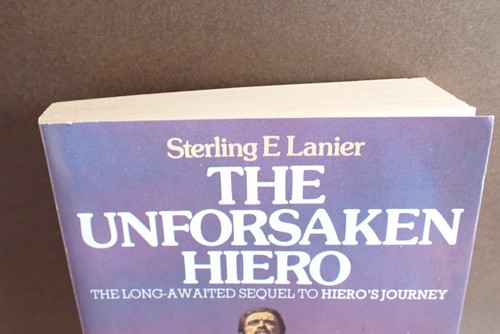 Sterling E Lanier
THE
UNFORSAKEN
HIERO
THE LONG-AWAITED SEQUEL TO HIERO'S JOURNEY